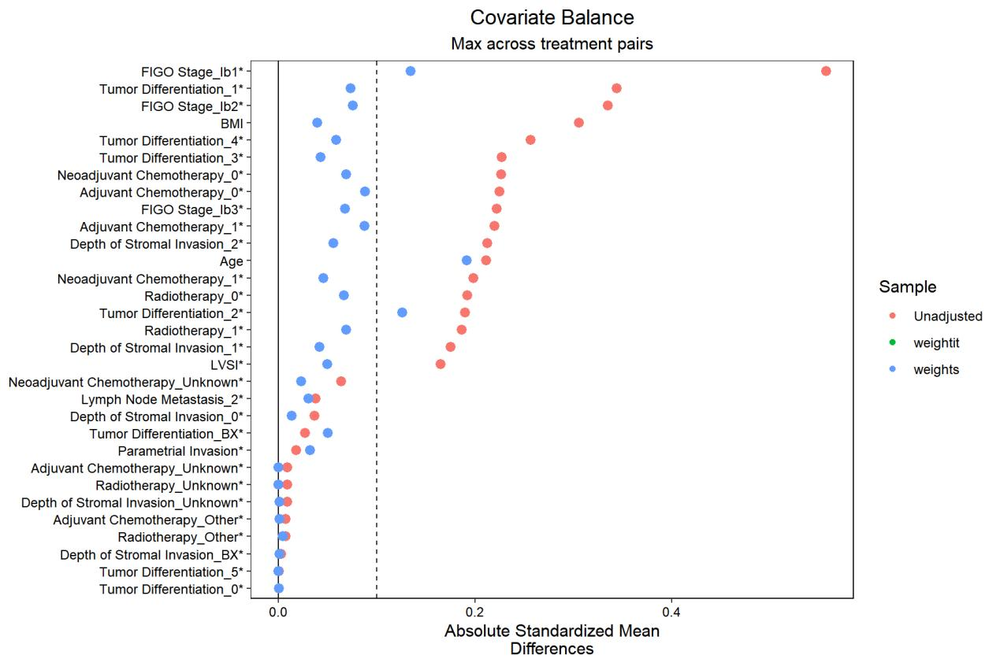 Covariate Balance
Max across treatment pairs
FIGO Stage_Ib1*
Tumor Differentiation_1*
FIGO Stage_Ib2*
BMI
Tumor Differentiation_4*
Tumor Differentiation_3*
Neoadjuvant Chemotherapy_0*
Adjuvant Chemotherapy_0*
FIGO Stage_Ib3*
Adjuvant Chemotherapy_1*
Depth of Stromal Invasion_2*
Age
Neoadjuvant Chemotherapy_1*
Radiotherapy_0*
Tumor Differentiation_2*
Radiotherapy_1*
Depth of Stromal Invasion_1*
LVSI*
Neoadjuvant Chemotherapy_Unknown*
Lymph Node Metastasis_2*
Depth of Stromal Invasion_0*
Tumor Differentiation_BX*
Parametrial Invasion*
Adjuvant Chemotherapy_Unknown*
Radiotherapy_Unknown*
Depth of Stromal Invasion_Unknown*
Adjuvant Chemotherapy_Other*
Radiotherapy_Other*
Depth of Stromal Invasion_BX*
Tumor Differentiation_5*
Tumor Differentiation_0*
0.0 0.2 0.4
Absolute Standardized Mean
Differences
Sample
Unadjusted
weightit
weights